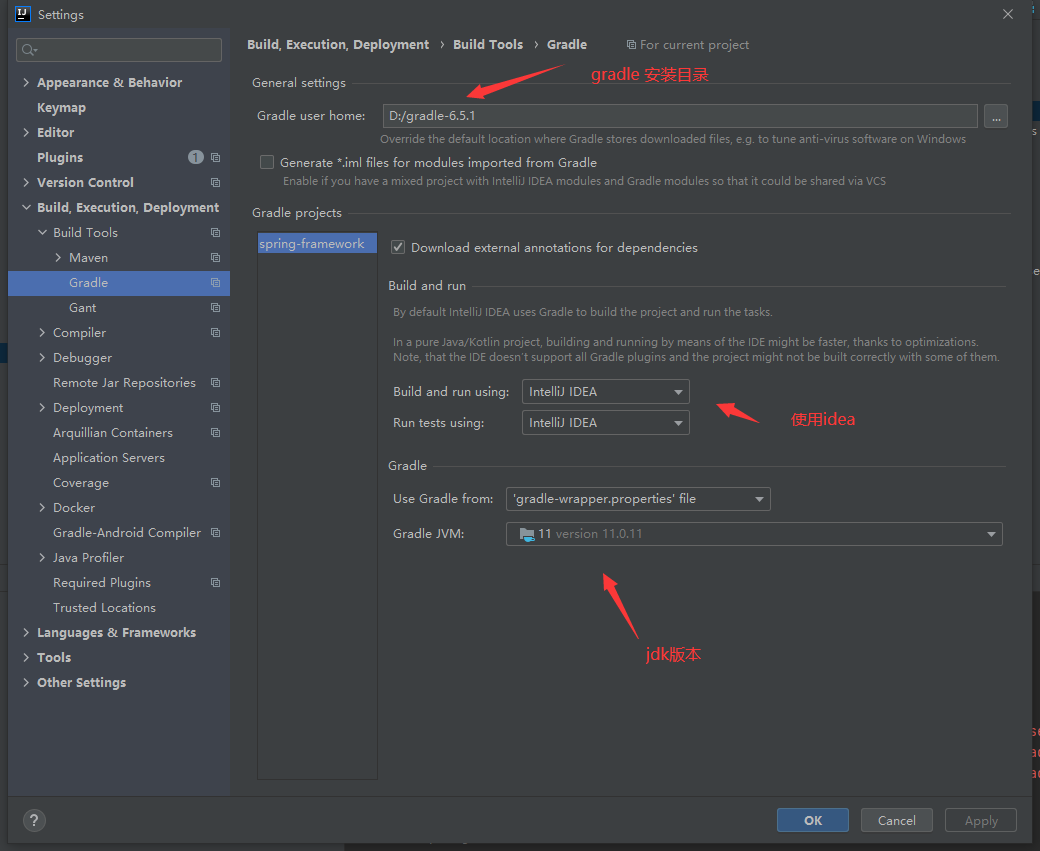 Settings
Build, Execution, Deployment › Build Tools › Gradle For current project
Appearance & Behavior
Keymap
Editor
Plugins 1
Version Control
Build, Execution, Deployment
Build Tools
Maven
Gradle
Gant
Compiler
Debugger
Remote Jar Repositories
Deployment
Arquillian Containers
Application Servers
Coverage
Docker
Gradle-Android Compiler
Java Profiler
Required Plugins
Trusted Locations
Languages & Frameworks
Tools
Other Settings
General settings
gradle 安装目录
Gradle user home: D:/gradle-6.5.1 ...
Override the default location where Gradle stores downloaded files, e.g. to tune anti-virus software on Windows
Generate *.iml files for modules imported from Gradle
Enable if you have a mixed project with IntelliJ IDEA modules and Gradle modules so that it could be shared via VCS
Gradle projects
spring-framework
Download external annotations for dependencies
Build and run
By default IntelliJ IDEA uses Gradle to build the project and run the tasks.
In a pure Java/Kotlin project, building and running by means of the IDE might be faster, thanks to optimizations.
Note, that the IDE doesn't support all Gradle plugins and the project might not be built correctly with some of them.
Build and run using: IntelliJ IDEA
Run tests using: IntelliJ IDEA
使用idea
Gradle
Use Gradle from: 'gradle-wrapper.properties' file
Gradle JVM: 11 version 11.0.11
jdk版本
? OK Cancel Apply